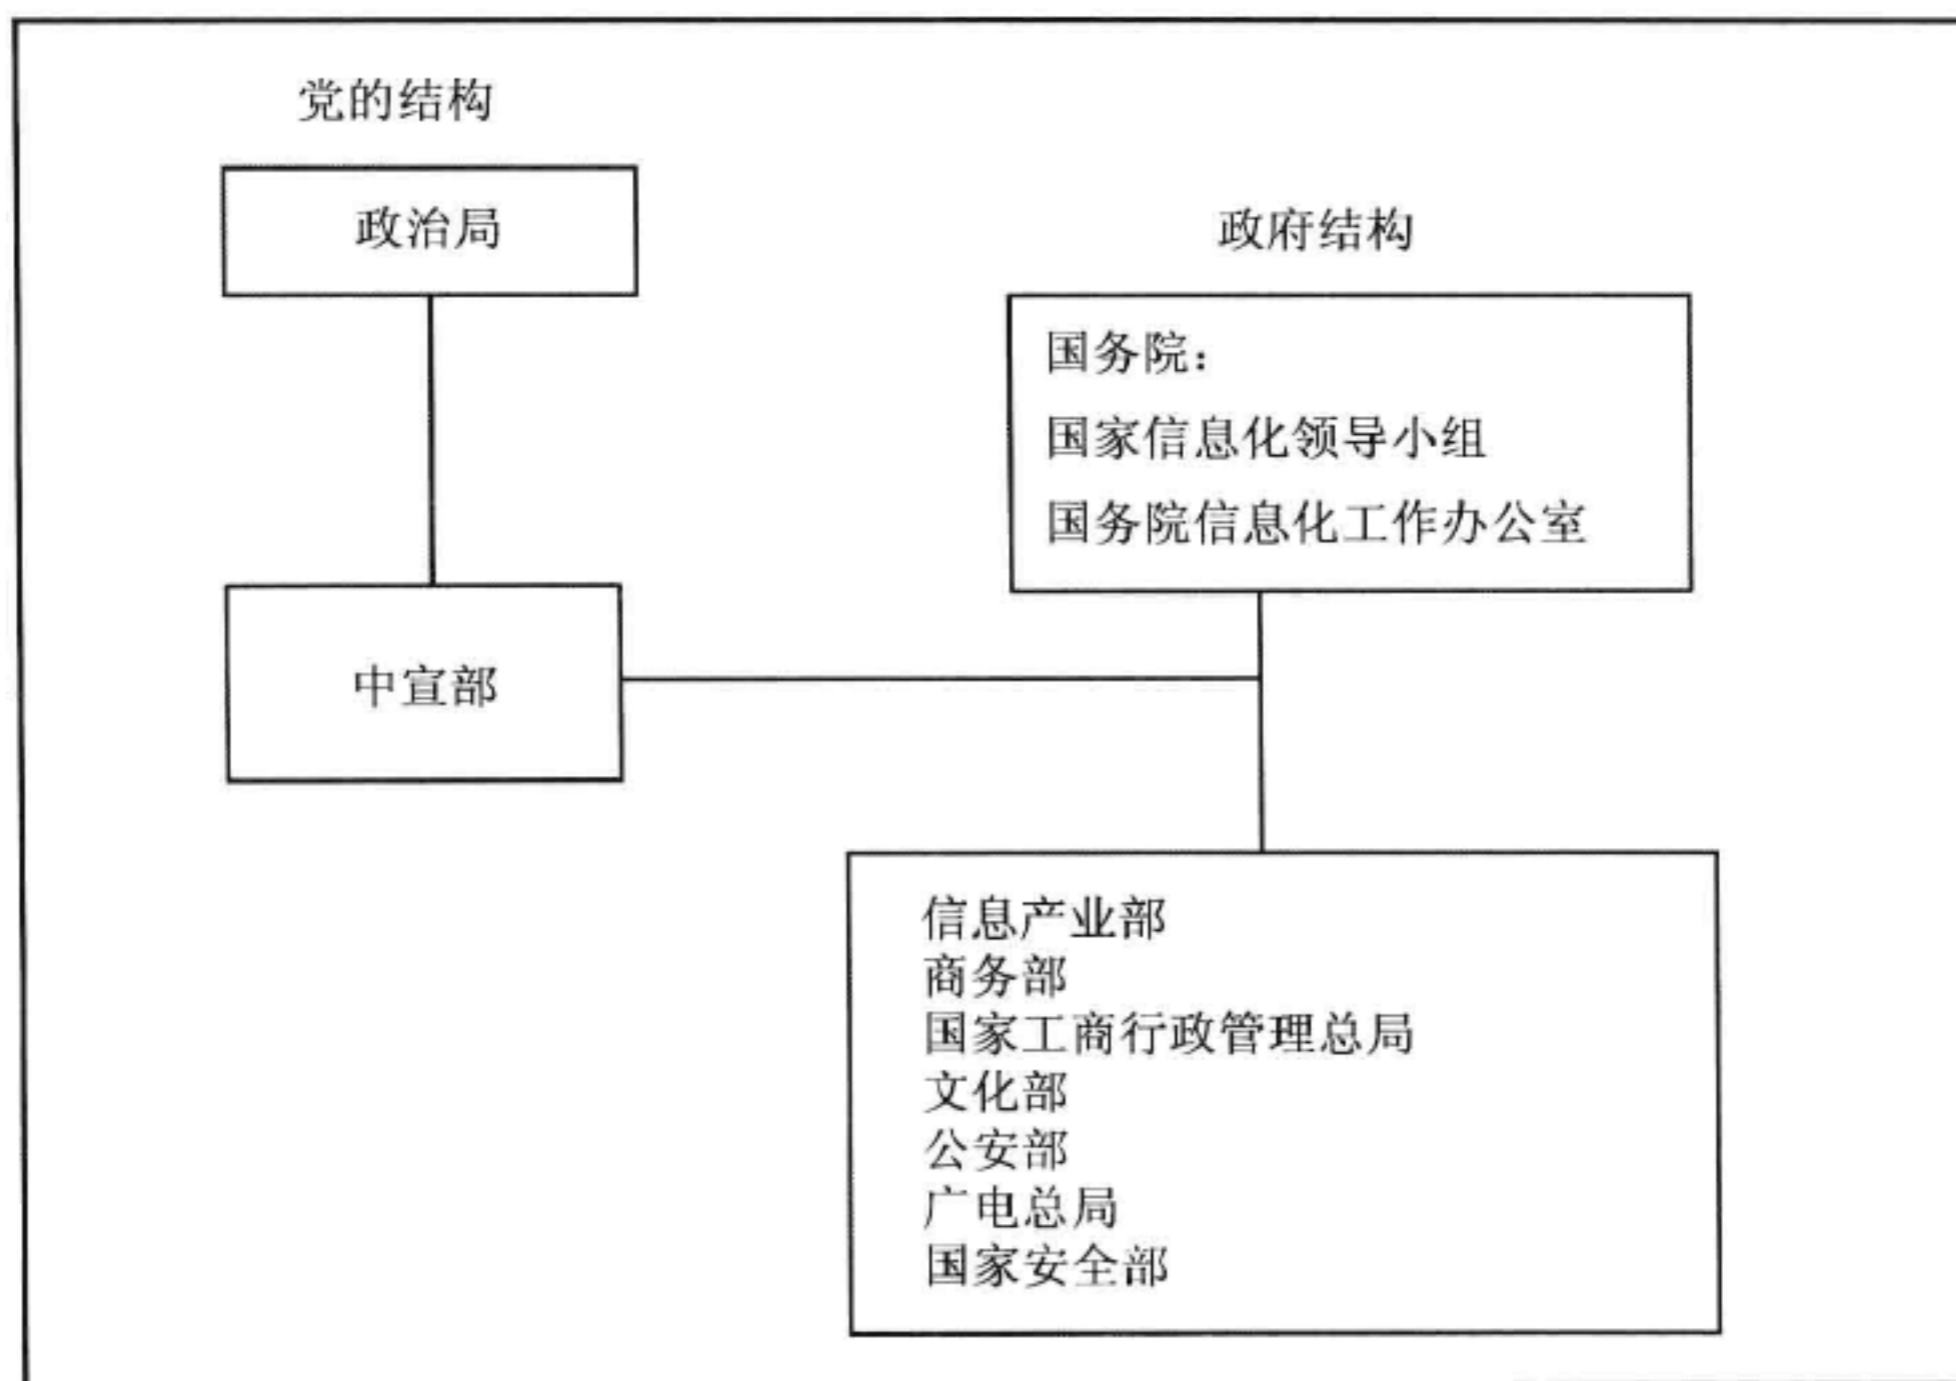 党的结构
政治局
政府结构
国务院：
国家信息化领导小组
国务院信息化工作办公室
中宣部
信息产业部
商务部
国家工商行政管理总局
文化部
公安部
广电总局
国家安全部